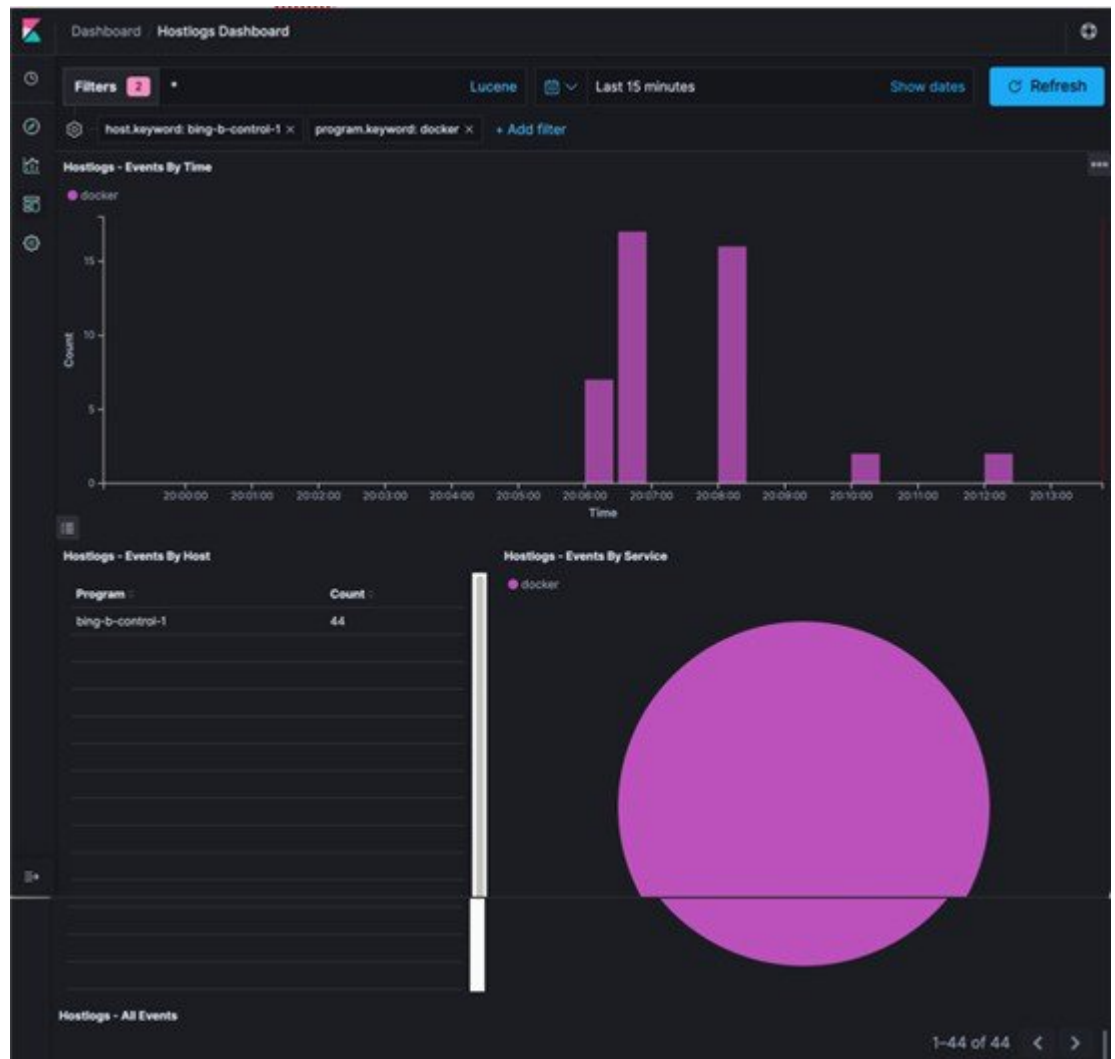 Dashboard / Hostlogs Dashboard
Filters 2 * Lucene Last 15 minutes Show dates Refresh
host.keyword: bing-b-control-1 × program.keyword: docker × + Add filter
Hostlogs - Events By Time
docker
15
10
5
0
Count
20:00:00 20:01:00 20:02:00 20:03:00 20:04:00 20:05:00 20:06:00 20:07:00 20:08:00 20:09:00 20:10:00 20:11:00 20:12:00 20:13:00
Time
Hostlogs - Events By Host
Program Count
bing-b-control-1 44
Hostlogs - Events By Service
docker
Hostlogs - All Events
1–44 of 44